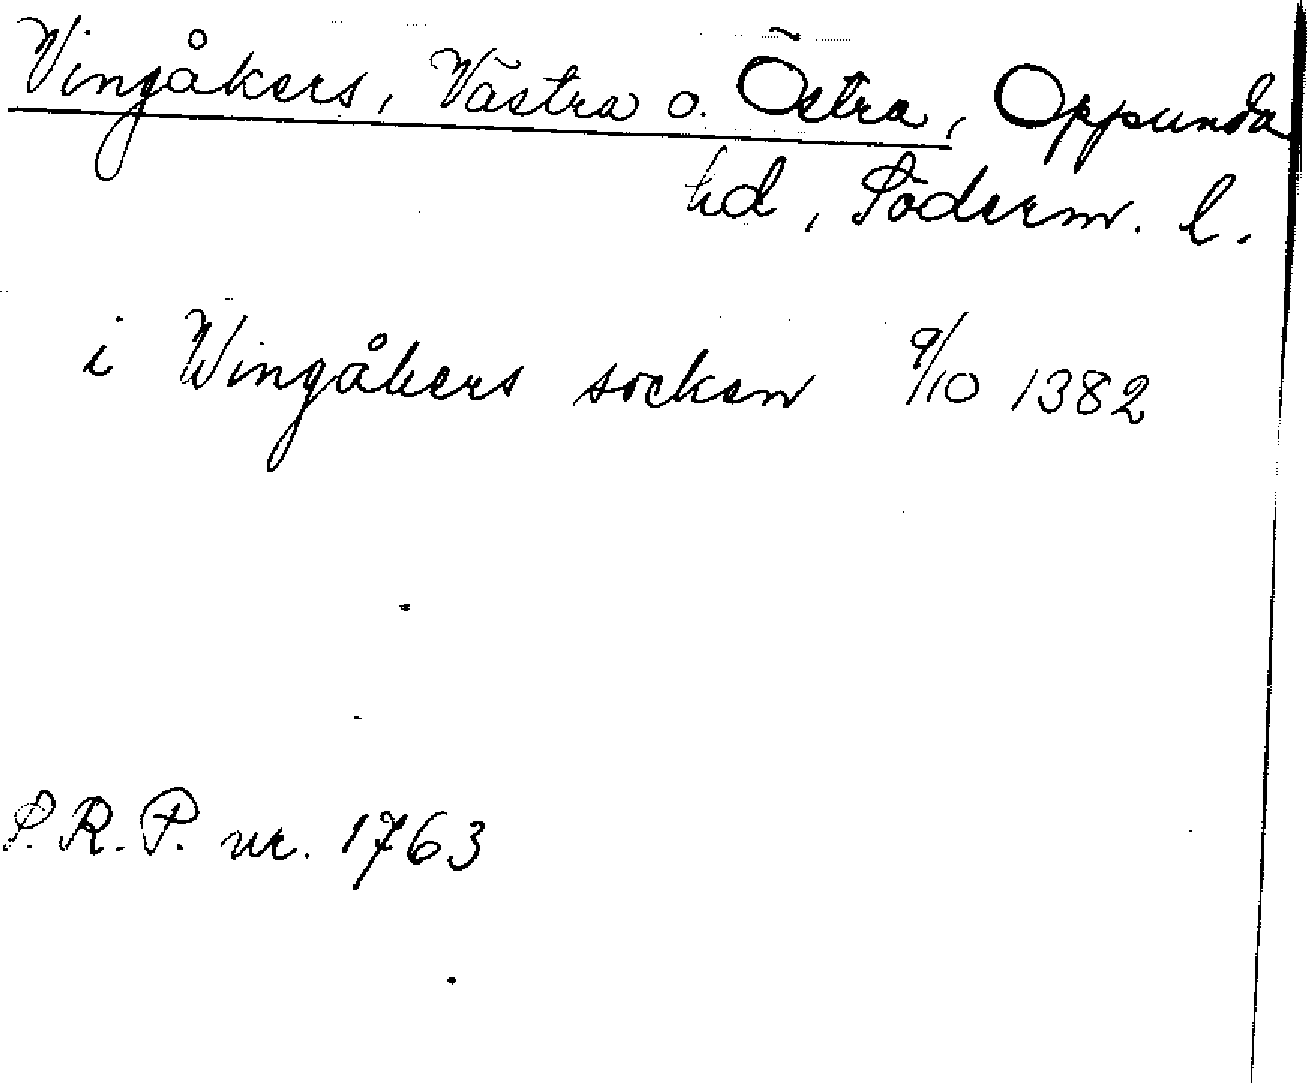 Vingåkers, Västra o. Östra, Oppunda
hd, Söderm. l.
i Wingåkers socken 9/10 1382
S.R.P. nr. 1763